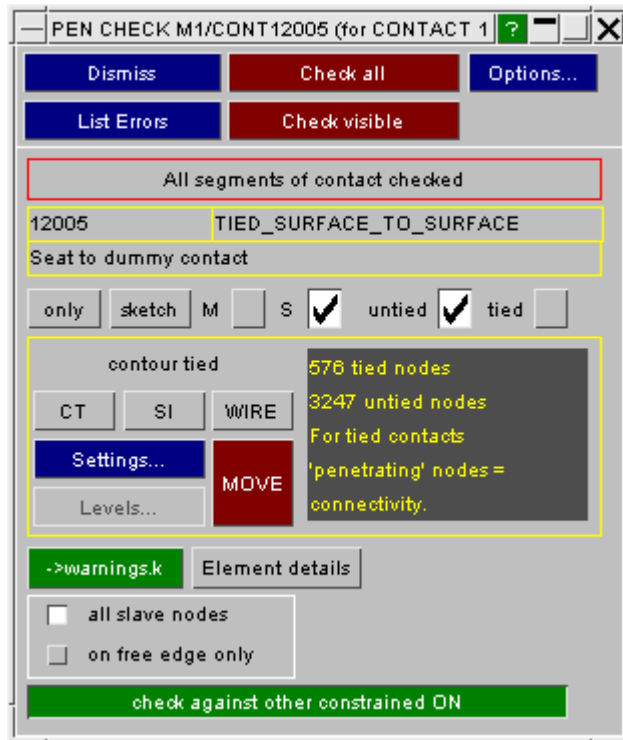 PEN CHECK M1/CONT12005 (for CONTACT 1
?
Dismiss Check all Options...
List Errors Check visible
All segments of contact checked
12005 TIED_SURFACE_TO_SURFACE
Seat to dummy contact
only sketch M S untied tied
contour tied
CT SI WIRE
Settings...
MOVE
Levels...
576 tied nodes
3247 untied nodes
For tied contacts
'penetrating' nodes =
connectivity.
->warnings.k Element details
all slave nodes
on free edge only
check against other constrained ON